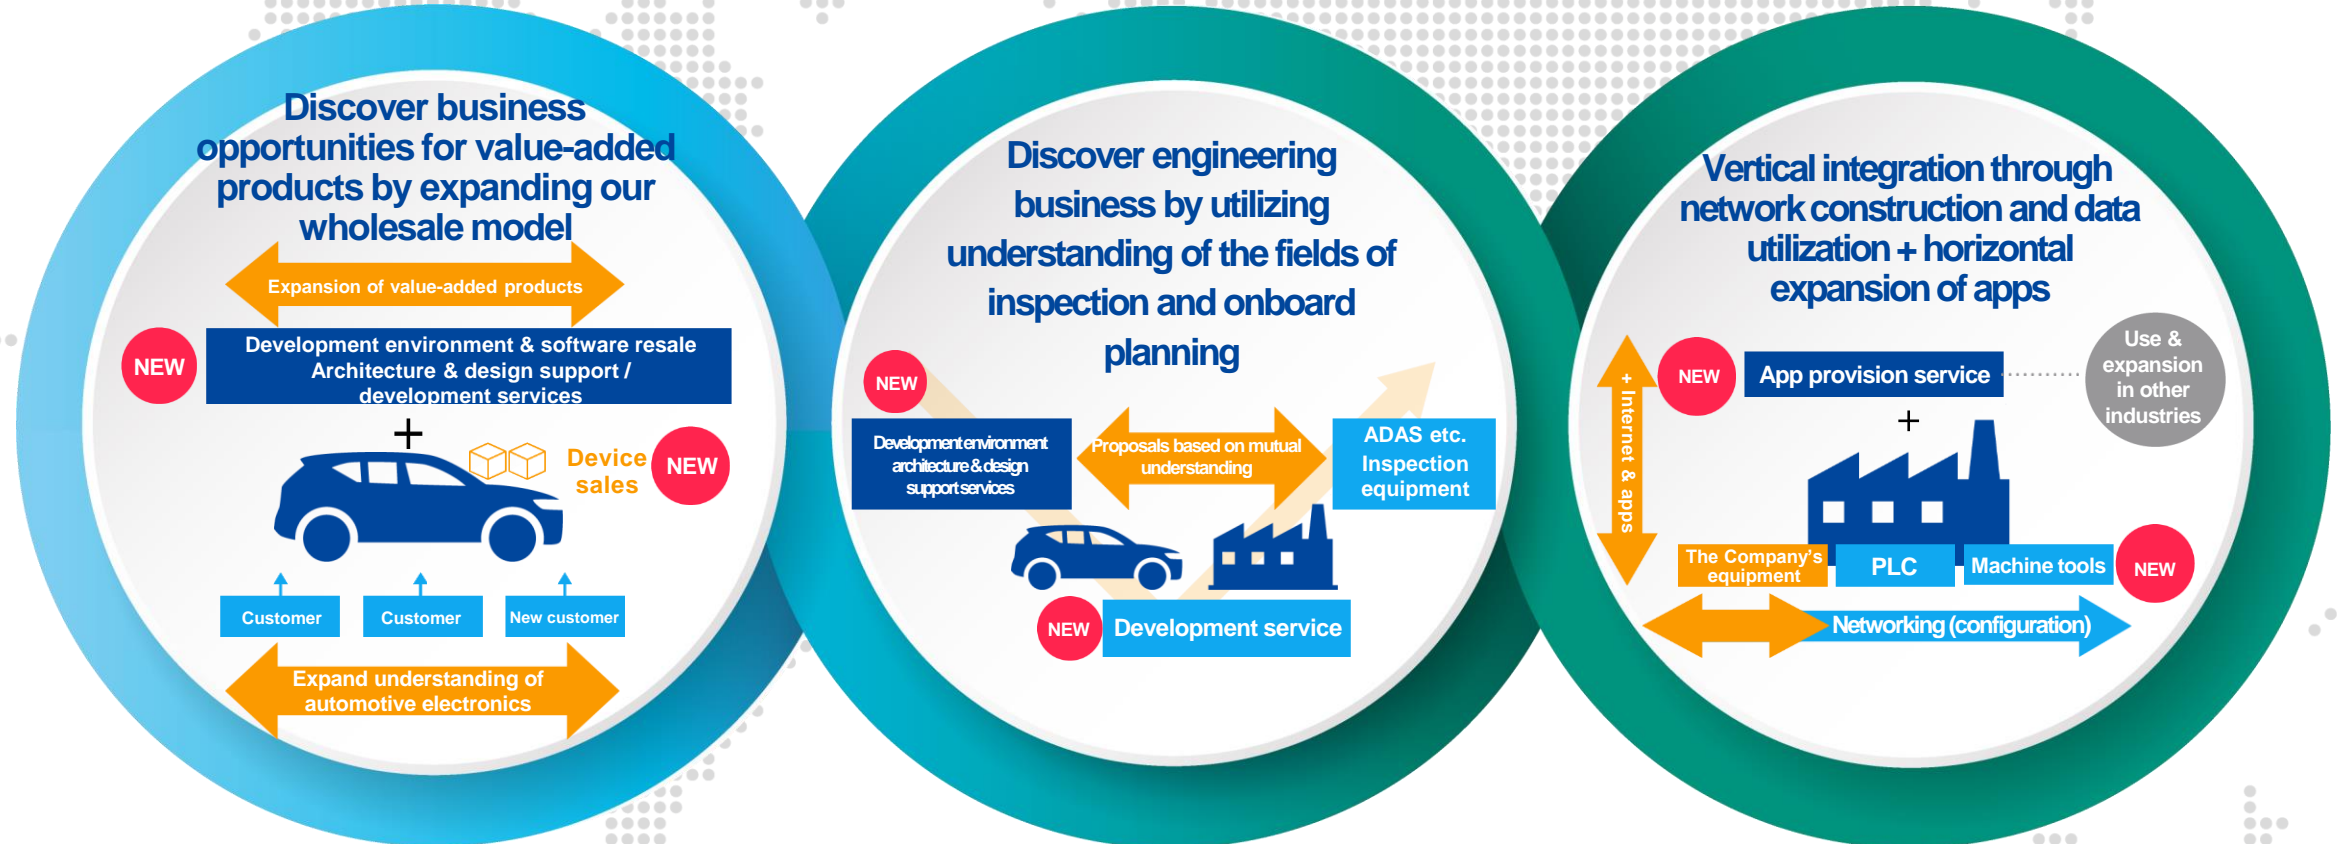 Discover business
opportunities for value-added
products by expanding our
wholesale model
Expansion of value-added products
NEW
Development environment & software resale
Architecture & design support /
development services
+
Device
sales
NEW
Customer
Customer
New customer
Expand understanding of
automotive electronics
Discover engineering
business by utilizing
understanding of the fields of
inspection and onboard
planning
NEW
Development environment
architecture & design
support services
Proposals based on mutual
understanding
ADAS etc.
Inspection
equipment
NEW
Development service
Vertical integration through
network construction and data
utilization + horizontal
expansion of apps
+ Internet & apps
NEW
App provision service
Use &
expansion
in other
industries
+
The Company's
equipment
PLC
Machine tools
NEW
Networking (configuration)